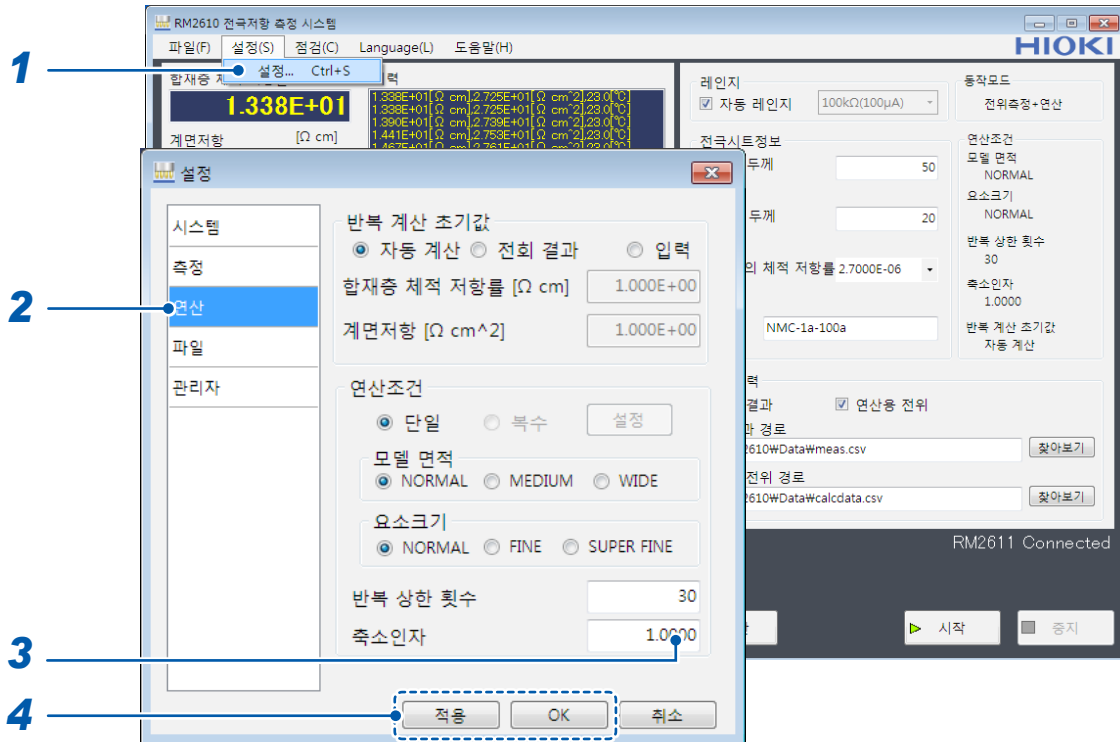 RM2610 전국저항 측정 시스템
파일(F) 설정(S) 점검(C) Language(L) 도움말(H)
HIOKI
1
설정... Ctrl+S
합재층
력
1.338E+01
계면저항 [Ω cm]
1.338E+01[Ω cm],2.725E+01[Ω cm^2],23.0[℃]
1.338E+01[Ω cm],2.725E+01[Ω cm^2],23.0[℃]
1.390E+01[Ω cm],2.739E+01[Ω cm^2],23.0[℃]
1.441E+01[Ω cm],2.753E+01[Ω cm^2],23.0[℃]
1.467E+01[Ω cm],2.761E+01[Ω cm^2],23.0[℃]
레인지
자동 레인지 100kΩ(100μA)
동작모드
전위측정+연산
전극시트정보
두께 50
두께 20
의 체적 저항률 2.7000E-06
NMC-1a-100a
연산조건
모델 면적
NORMAL
요소크기
NORMAL
반복 상한 횟수
30
축소인자
1.0000
반복 계산 초기값
자동 계산
력
결과 연산용 전위
과 경로
2610₩Data₩meas.csv 찾아보기
전위 경로
2610₩Data₩calcdata.csv 찾아보기
RM2611 Connected
시작 중지
설정
2
시스템
측정
연산
파일
관리자
반복 계산 초기값
자동 계산 전회 결과 입력
합재층 체적 저항률 [Ω cm] 1.000E+00
계면저항 [Ω cm^2] 1.000E+00
연산조건
단일 복수 설정
모델 면적
NORMAL MEDIUM WIDE
요소크기
NORMAL FINE SUPER FINE
반복 상한 횟수 30
축소인자 1.0000
3
4
적용 OK 취소